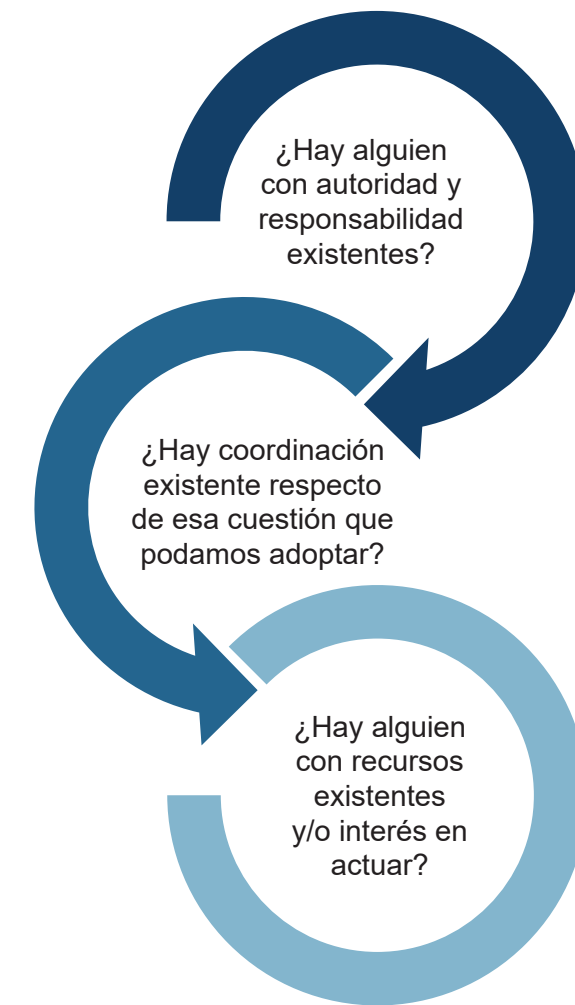 ¿Hay alguien
con autoridad y
responsabilidad
existentes?
¿Hay coordinación
existente respecto
de esa cuestión que
podamos adoptar?
¿Hay alguien
con recursos
existentes
y/o interés en
actuar?